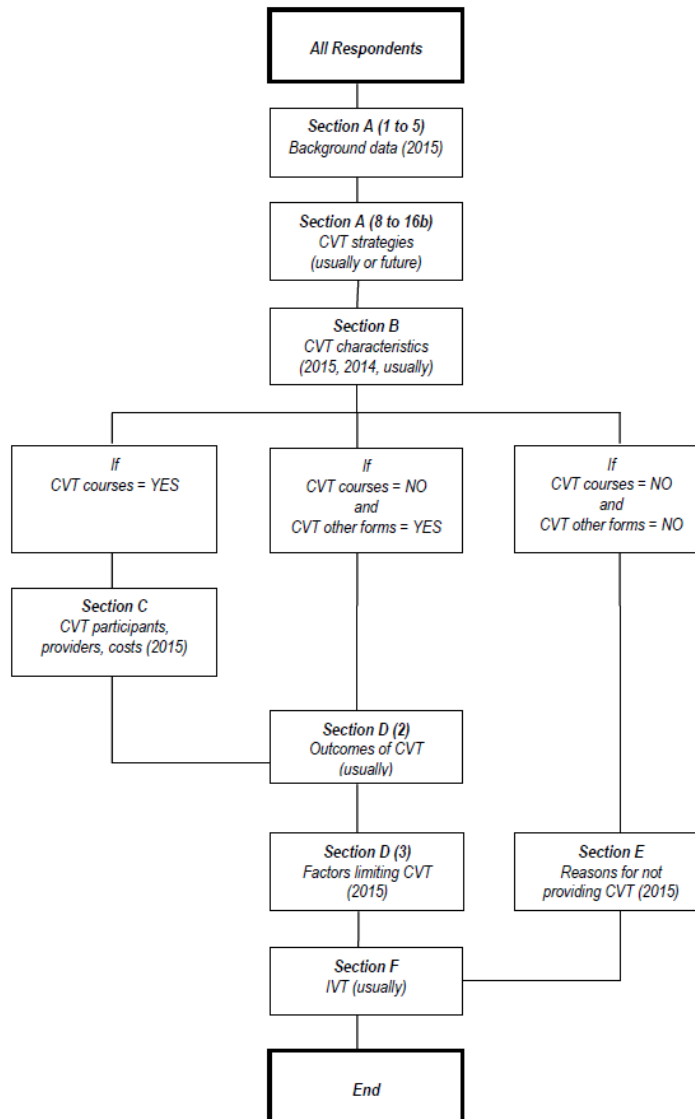 All Respondents
Section A (1 to 5)
Background data (2015)
Section A (8 to 16b)
CVT strategies
(usually or future)
Section B
CVT characteristics
(2015, 2014, usually)
If
CVT courses = YES
If
CVT courses = NO
and
CVT other forms = YES
If
CVT courses = NO
and
CVT other forms = NO
Section C
CVT participants,
providers, costs (2015)
Section D (2)
Outcomes of CVT
(usually)
Section D (3)
Factors limiting CVT
(2015)
Section E
Reasons for not
providing CVT (2015)
Section F
IVT (usually)
End